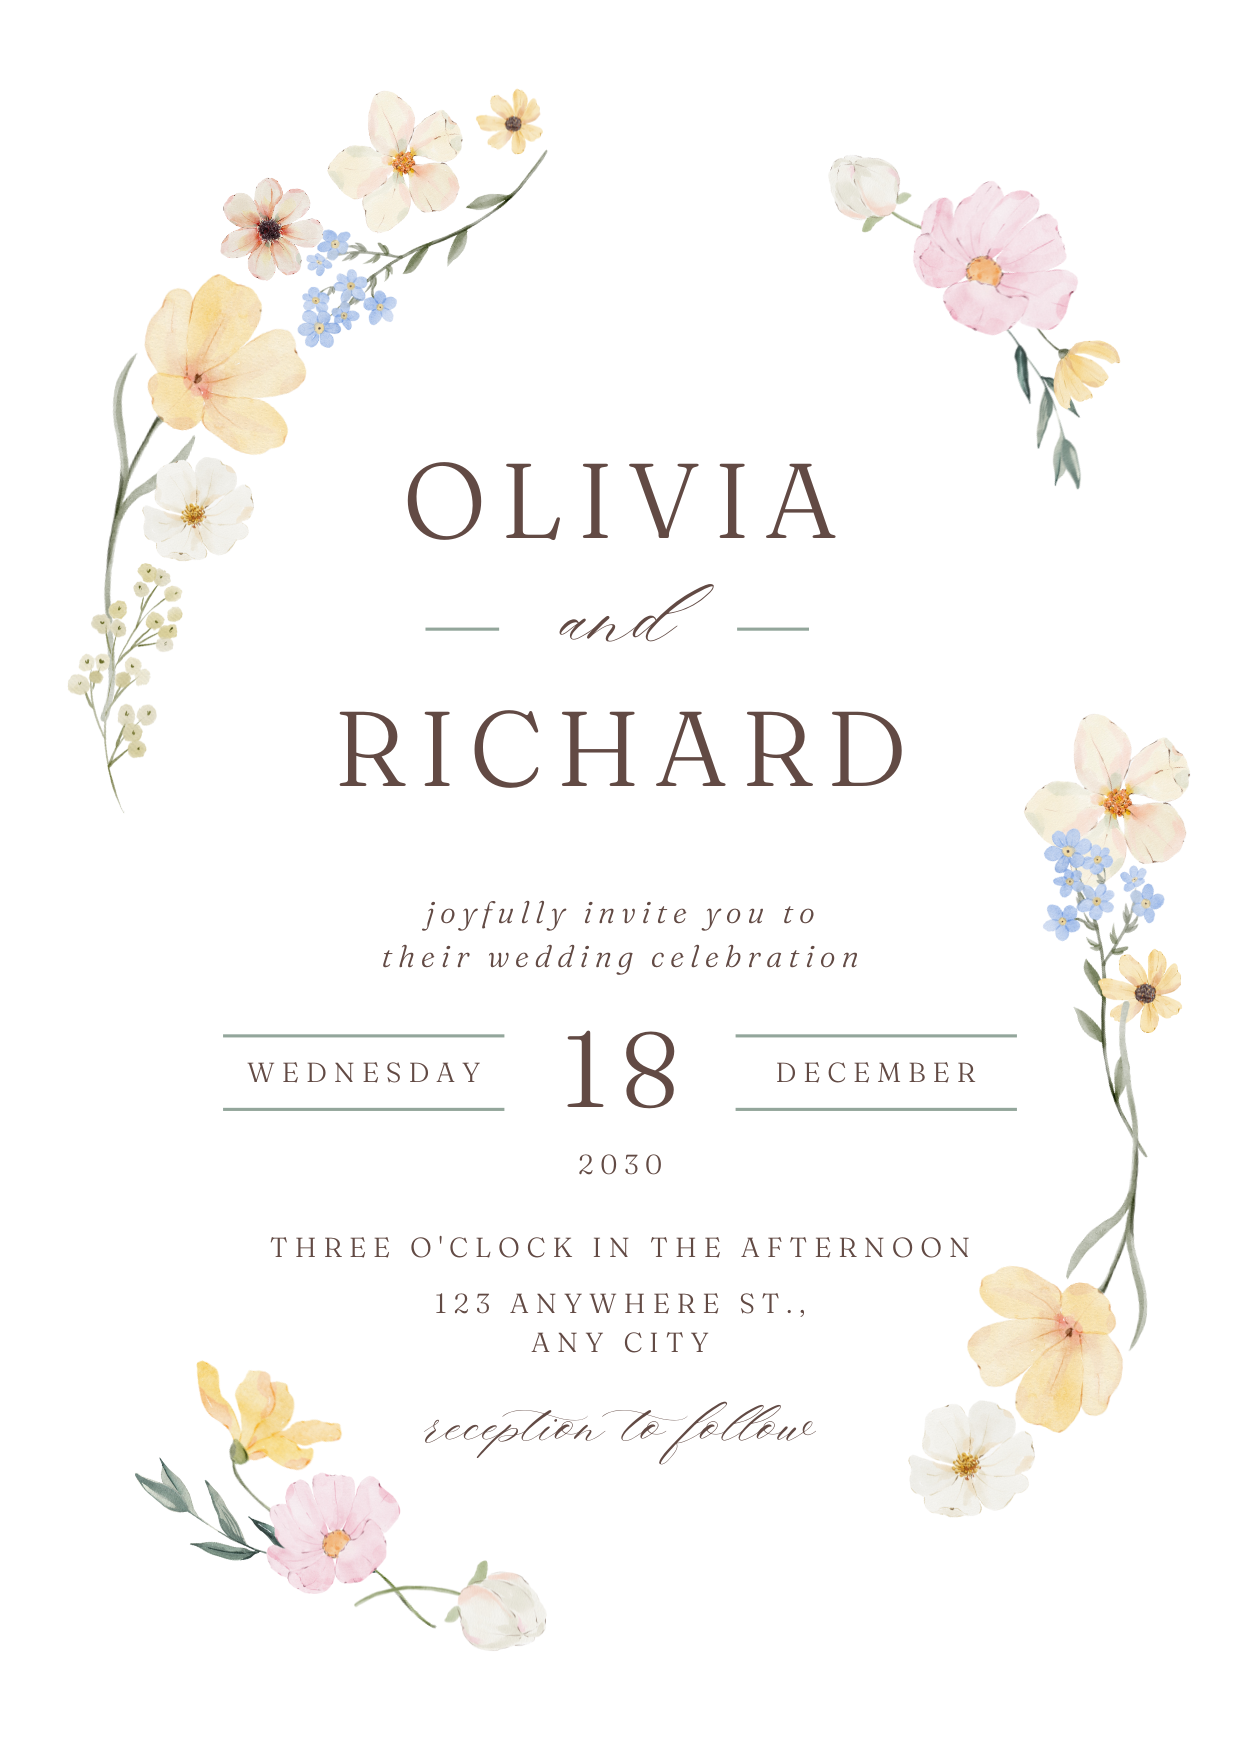 OLIVIA
and
RICHARD
joyfully invite you to
their wedding celebration
WEDNESDAY 18 DECEMBER
2030
THREE O'CLOCK IN THE AFTERNOON
123 ANYWHERE ST.,
ANY CITY
reception to follow